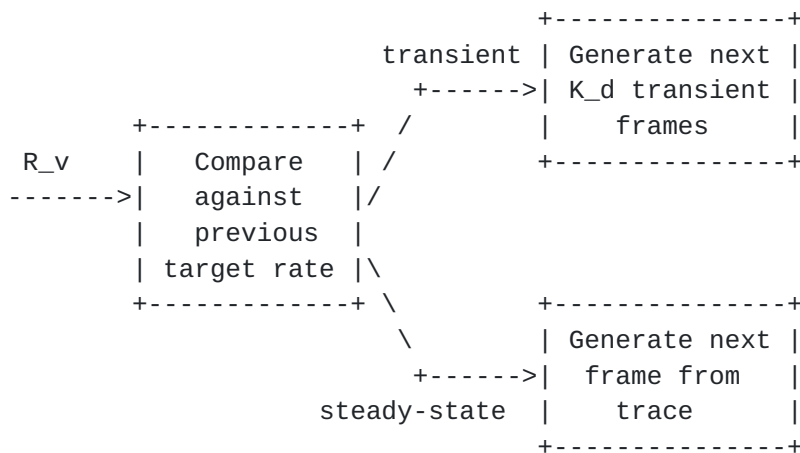 +---------------+
                        transient | Generate next |
                          +------>| K_d transient |
        +-------------+  /        |    frames     |
 R_v    |   Compare   | /         +---------------+
------->|   against   |/
        |   previous  |
        | target rate |\
        +-------------+ \         +---------------+
                         \        | Generate next |
                          +------>|  frame from   |
                    steady-state  |    trace      |
                                  +---------------+